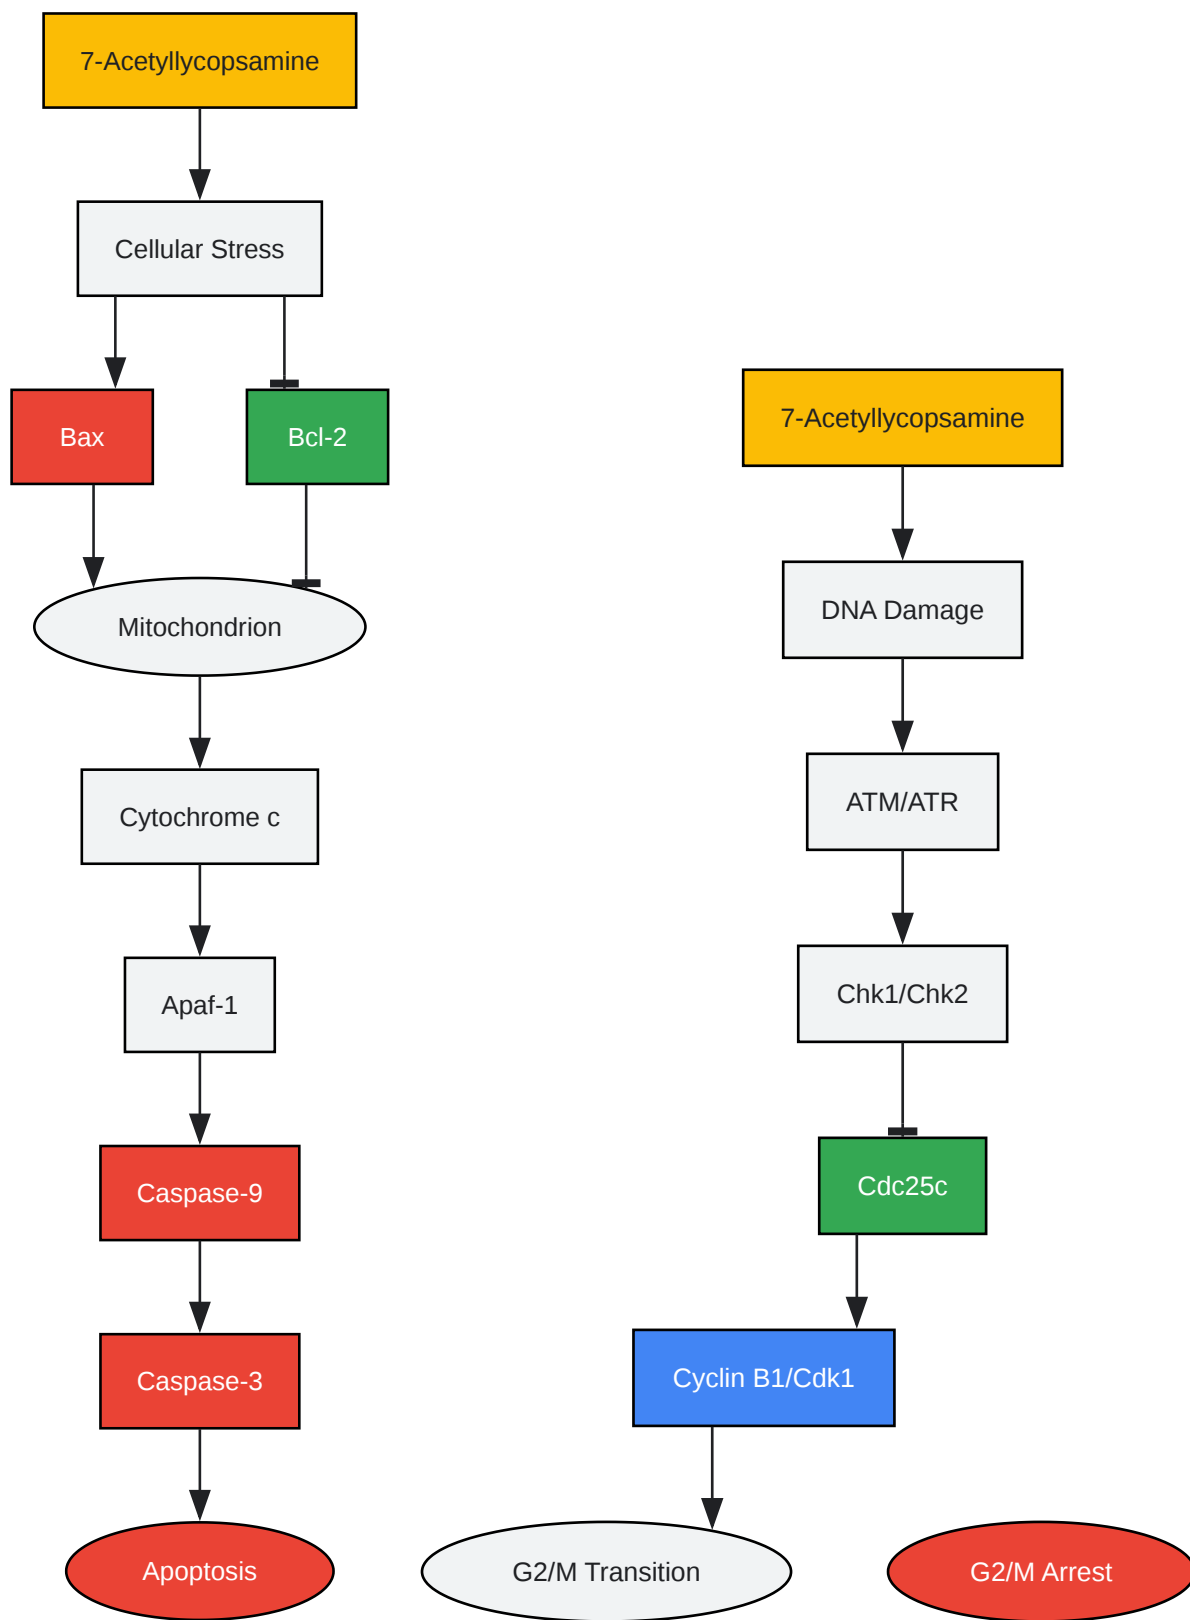 7-Acetyllycopsamine
Cellular Stress
Bax
Bcl-2
Mitochondrion
Cytochrome c
Apaf-1
Caspase-9
Caspase-3
Apoptosis
7-Acetyllycopsamine
DNA Damage
ATM/ATR
Chk1/Chk2
Cdc25c
Cyclin B1/Cdk1
G2/M Transition
G2/M Arrest